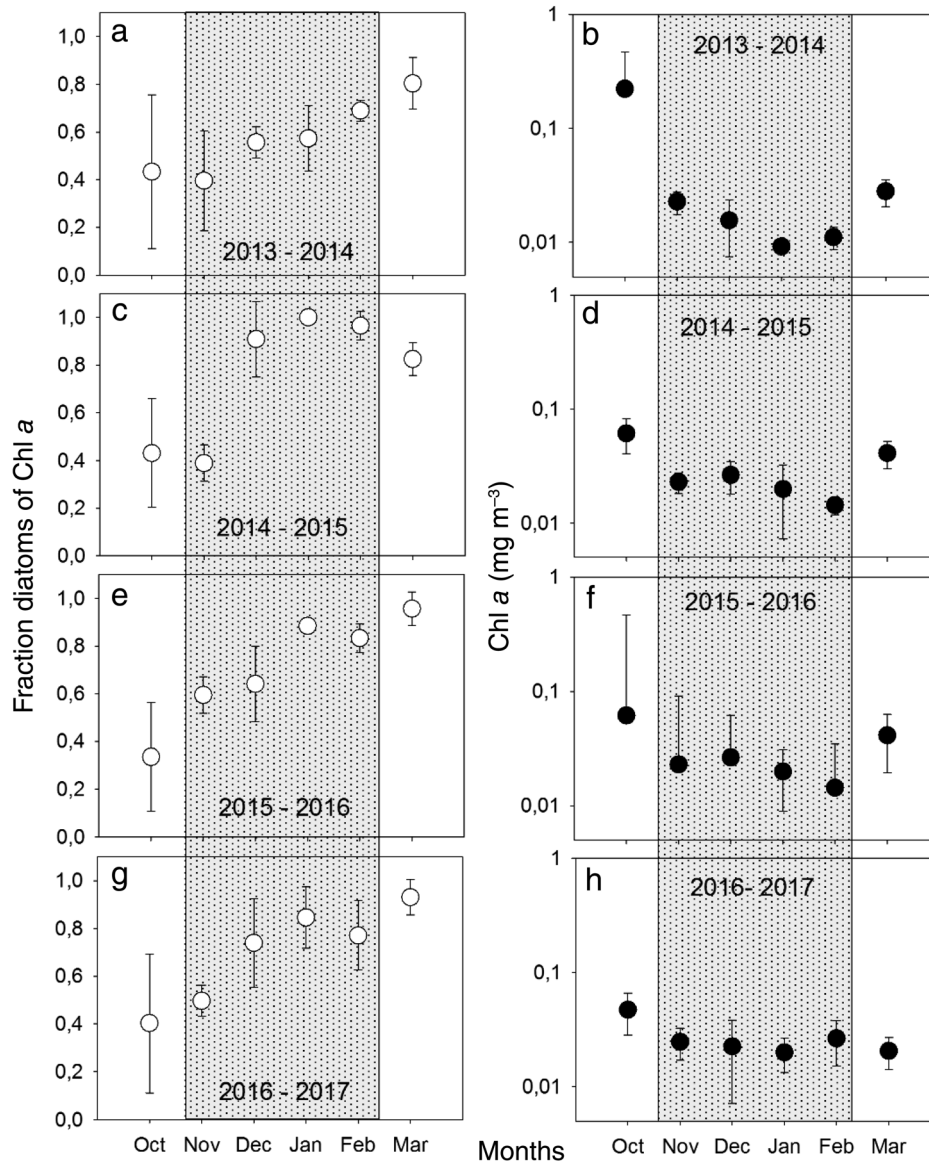 a
1,0
0,8
0,6
0,4
0,2
0,0
2013 - 2014
b
1
0,1
0,01
2013 - 2014
c
1,0
0,8
0,6
0,4
0,2
0,0
2014 - 2015
d
1
0,1
0,01
2014 - 2015
e
1,0
0,8
0,6
0,4
0,2
0,0
2015 - 2016
f
1
0,1
0,01
2015 - 2016
g
1,0
0,8
0,6
0,4
0,2
0,0
2016 - 2017
h
1
0,1
0,01
2016- 2017
Fraction diatoms of Chl a
Chl a (mg m⁻³)
Oct Nov Dec Jan Feb Mar
Months
Oct Nov Dec Jan Feb Mar